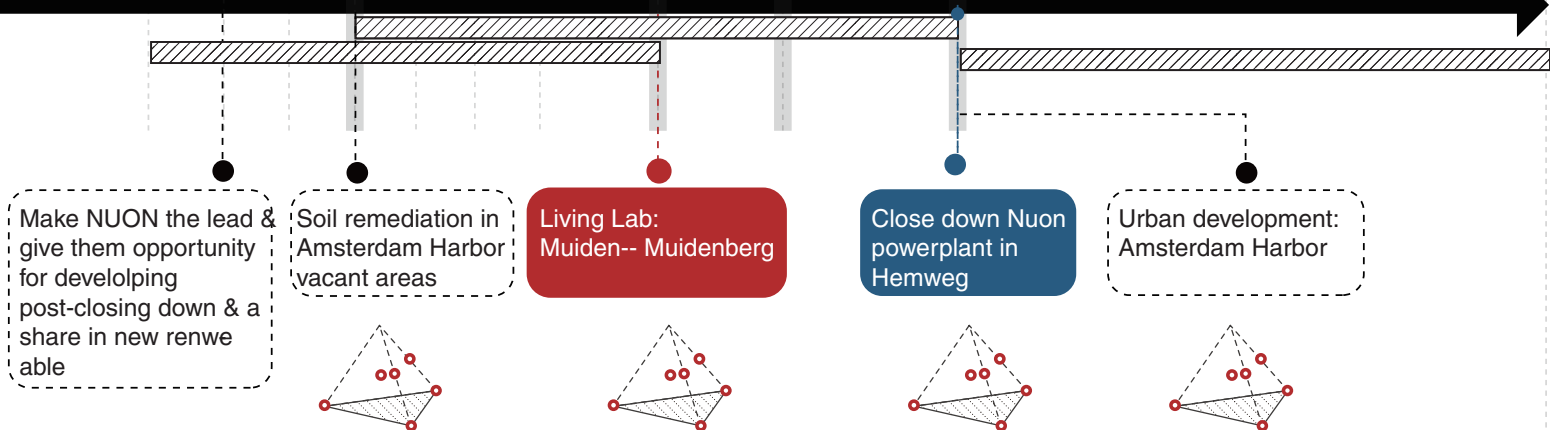 Make NUON the lead &
give them opportunity
for develolping
post-closing down & a
share in new renwe
able
Soil remediation in
Amsterdam Harbor
vacant areas
Living Lab:
Muiden-- Muidenberg
Close down Nuon
powerplant in
Hemweg
Urban development:
Amsterdam Harbor